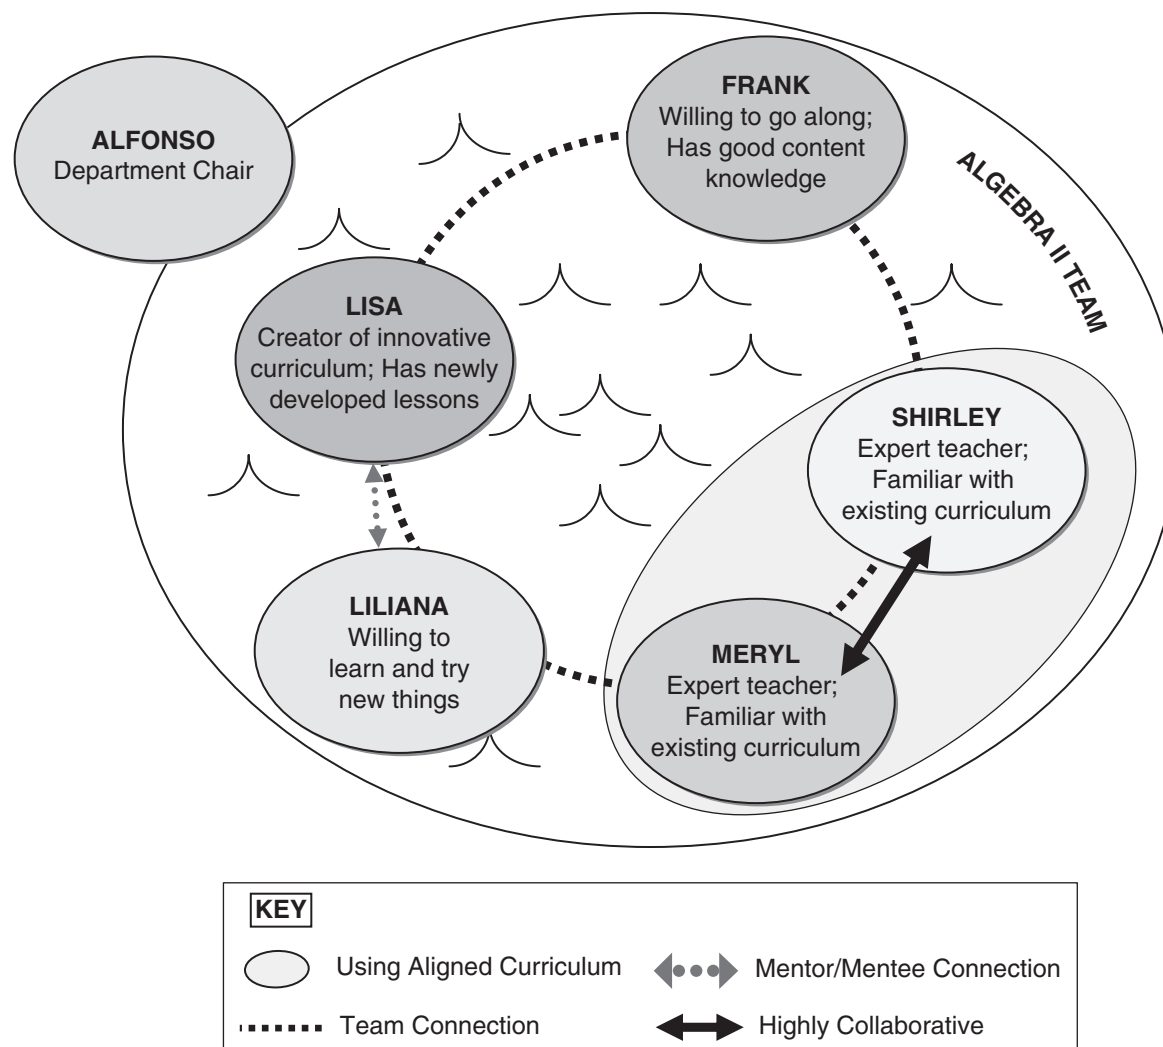 ALFONSO
Department Chair
FRANK
Willing to go along;
Has good content
knowledge
ALGEBRA II TEAM
LISA
Creator of innovative
curriculum; Has newly
developed lessons
SHIRLEY
Expert teacher;
Familiar with
existing curriculum
LILIANA
Willing to
learn and try
new things
MERYL
Expert teacher;
Familiar with
existing curriculum
KEY
Using Aligned Curriculum
Mentor/Mentee Connection
Team Connection
Highly Collaborative